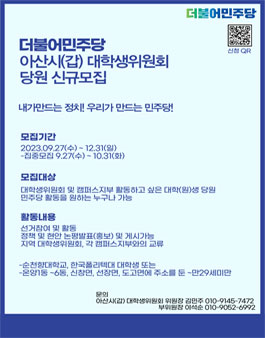 더불어민주당
신청 QR
더불어민주당
아산시(갑) 대학생위원회
당원 신규모집
내가만드는 정치! 우리가 만드는 민주당!
모집기간
2023.09.27(수) ~ 12.31(일)
-집중모집 9.27(수) ~ 10.31(화)
모집대상
대학생위원회 및 캠퍼스지부 활동하고 싶은 대학(원)생 당원
민주당 활동을 원하는 누구나 가능
활동내용
선거참여 및 활동
정책 및 현안 논평발표(홍보) 및 게시가능
지역 대학생위원회, 각 캠퍼스지부와의 교류
-순천향대학교, 한국폴리텍대 대학생 또는
-온양1동 ~6동, 신창면, 선장면, 도고면에 주소를 둔 ~만29세미만
문의
아산시(갑) 대학생위원회 위원장 김민주 010-9145-7472
부위원장 이석순 010-9052-6992